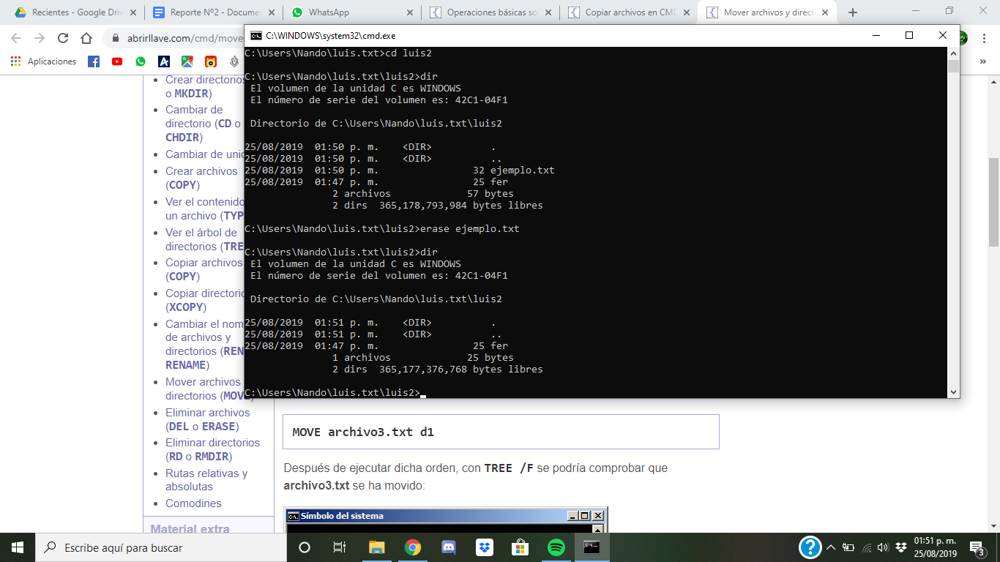 Recientes - Google Driv
Reporte Nº2 - Documen
WhatsApp
Operaciones básicas so
Copiar archivos en CMD
Mover archivos y direct
abrirllave.com/cmd/move
Aplicaciones
C:\WINDOWS\system32\cmd.exe
C:\Users\Nando\luis.txt>cd luis2
C:\Users\Nando\luis.txt\luis2>dir
El volumen de la unidad C es WINDOWS
El número de serie del volumen es: 42C1-04F1
Directorio de C:\Users\Nando\luis.txt\luis2
25/08/2019  01:50 p. m.    <DIR>          .
25/08/2019  01:50 p. m.    <DIR>          ..
25/08/2019  01:50 p. m.                32 ejemplo.txt
25/08/2019  01:47 p. m.                25 fer
2 archivos             57 bytes
2 dirs  365,178,793,984 bytes libres
C:\Users\Nando\luis.txt\luis2>erase ejemplo.txt
C:\Users\Nando\luis.txt\luis2>dir
El volumen de la unidad C es WINDOWS
El número de serie del volumen es: 42C1-04F1
Directorio de C:\Users\Nando\luis.txt\luis2
25/08/2019  01:51 p. m.    <DIR>          .
25/08/2019  01:51 p. m.    <DIR>          ..
25/08/2019  01:47 p. m.                25 fer
1 archivos             25 bytes
2 dirs  365,177,376,768 bytes libres
C:\Users\Nando\luis.txt\luis2>
Crear directorios
o MKDIR)
Cambiar de
directorio (CD o
CHDIR)
Cambiar de unid
Crear archivos
(COPY)
Ver el contenido
un archivo (TYP
Ver el árbol de
directorios (TRE
Copiar archivos
(COPY)
Copiar directorio
(XCOPY)
Cambiar el nom
de archivos y
directorios (REN
RENAME)
Mover archivos
directorios (MOVE)
Eliminar archivos
(DEL o ERASE)
Eliminar directorios
(RD o RMDIR)
Rutas relativas y
absolutas
Comodines
Material extra
MOVE archivo3.txt d1
Después de ejecutar dicha orden, con TREE /F se podría comprobar que
archivo3.txt se ha movido:
Símbolo del sistema
Escribe aquí para buscar
01:51 p. m.
25/08/2019
3